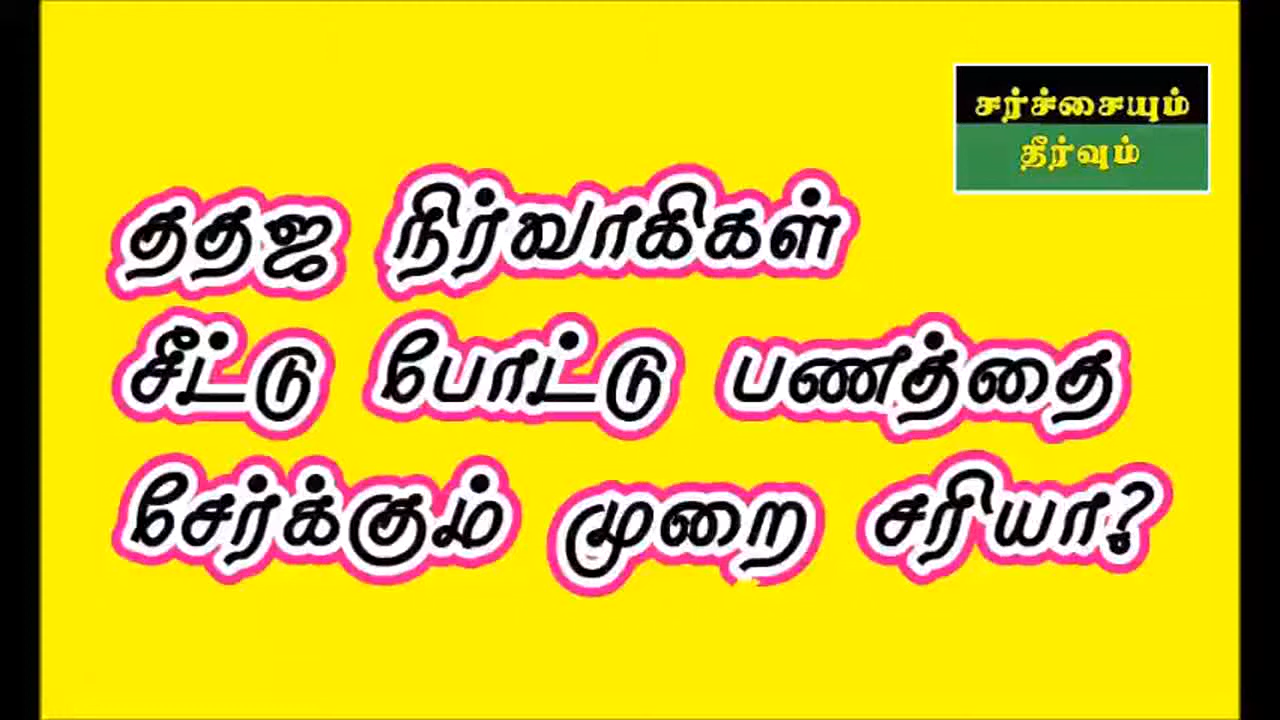 சர்ச்சையும்
தீர்வும்
ததஜ நிர்வாகிகள்
சீட்டு போட்டு பணத்தை
சேர்க்கும் முறை சரியா?